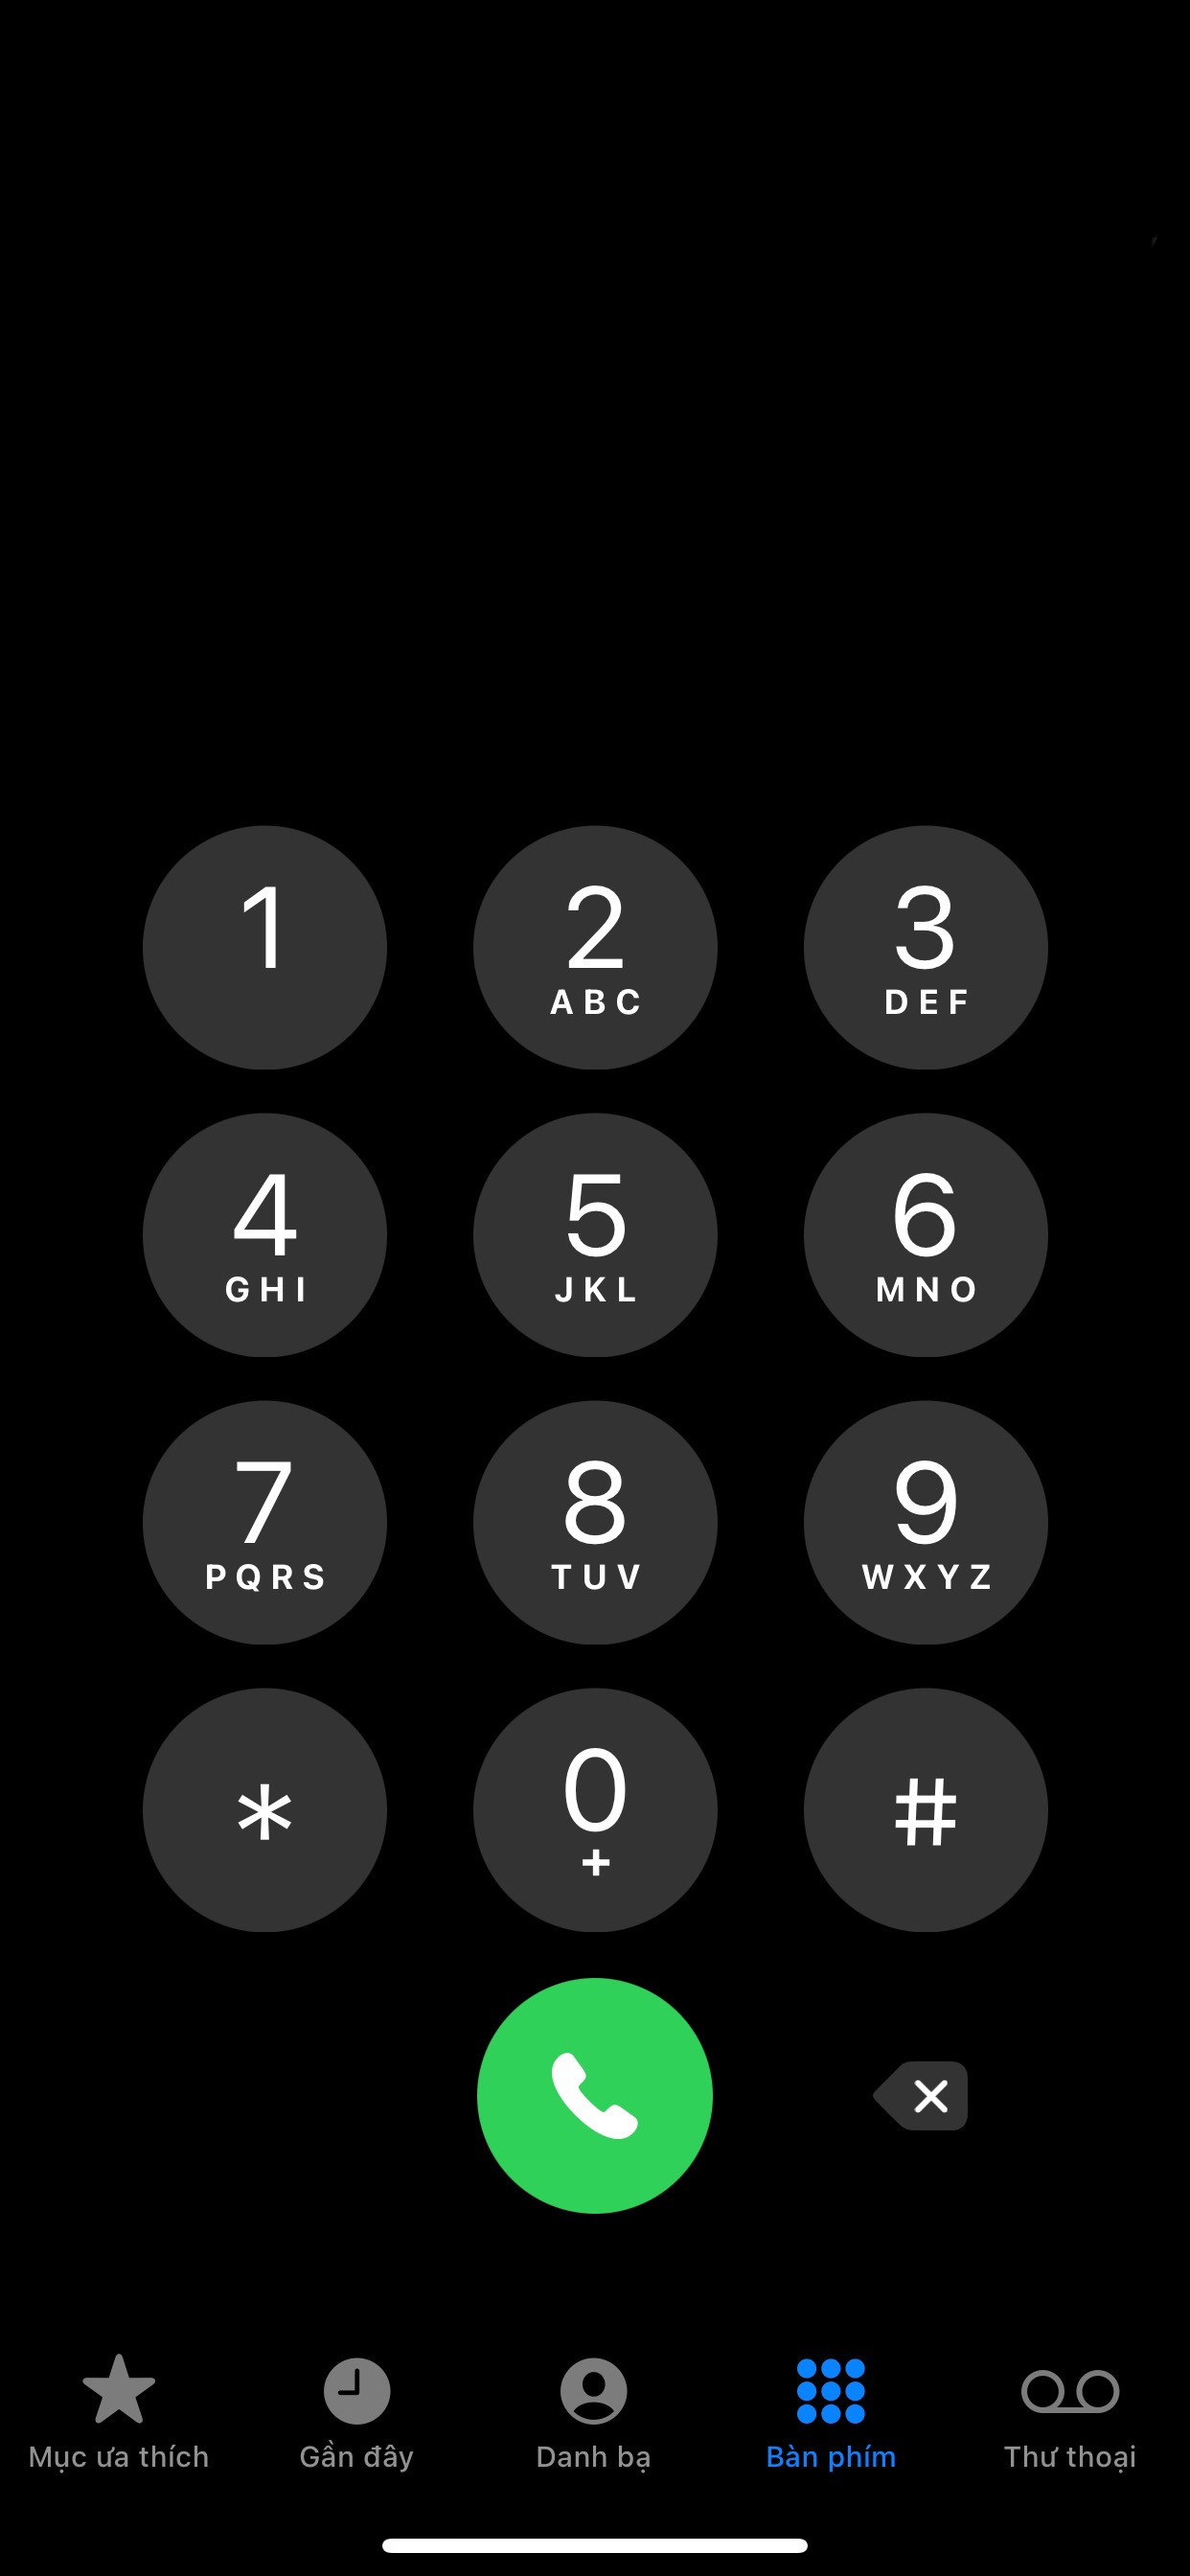 1 2 3
ABC DEF
4 5 6
GHI JKL MNO
7 8 9
PQRS TUV WXYZ
* 0 #
+
Mục ưa thích Gần đây Danh bạ Bàn phím Thư thoại